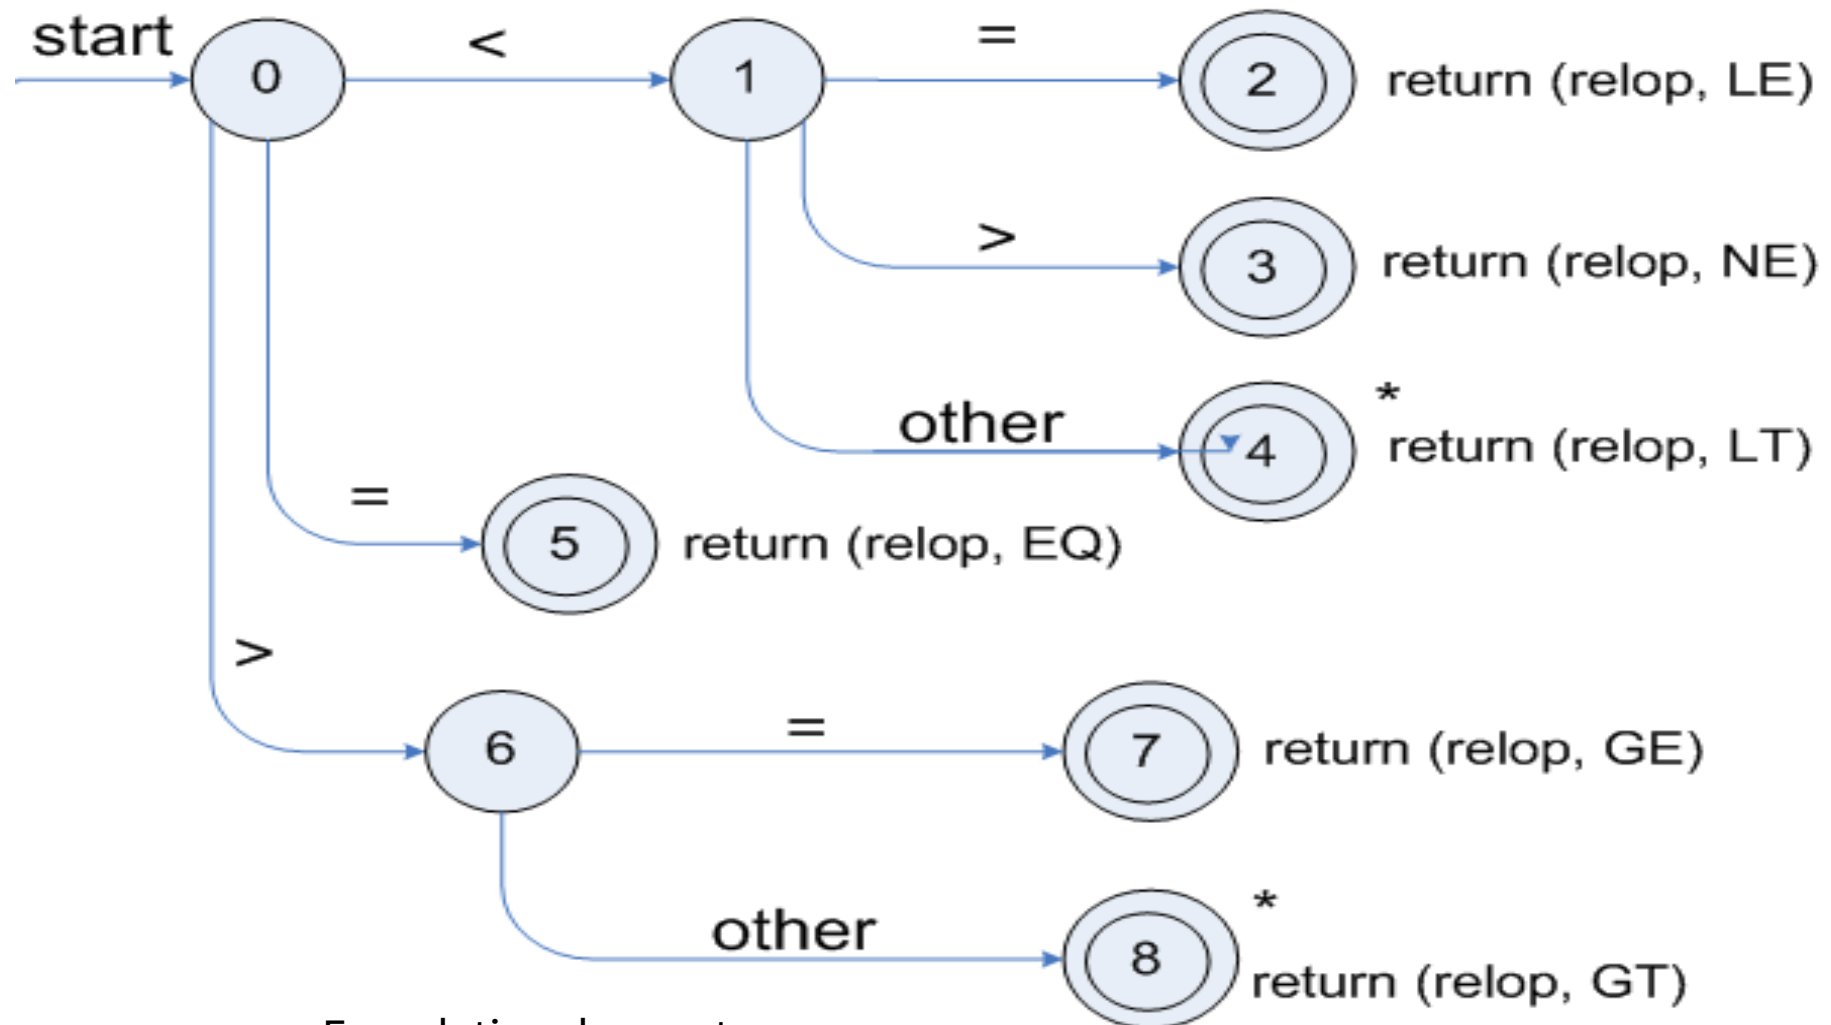 start 0 < 1 = 2 return (relop, LE)
> 3 return (relop, NE)
*
other 4 return (relop, LT)
= 5 return (relop, EQ)
>
6 = 7 return (relop, GE)
*
other 8 return (relop, GT)